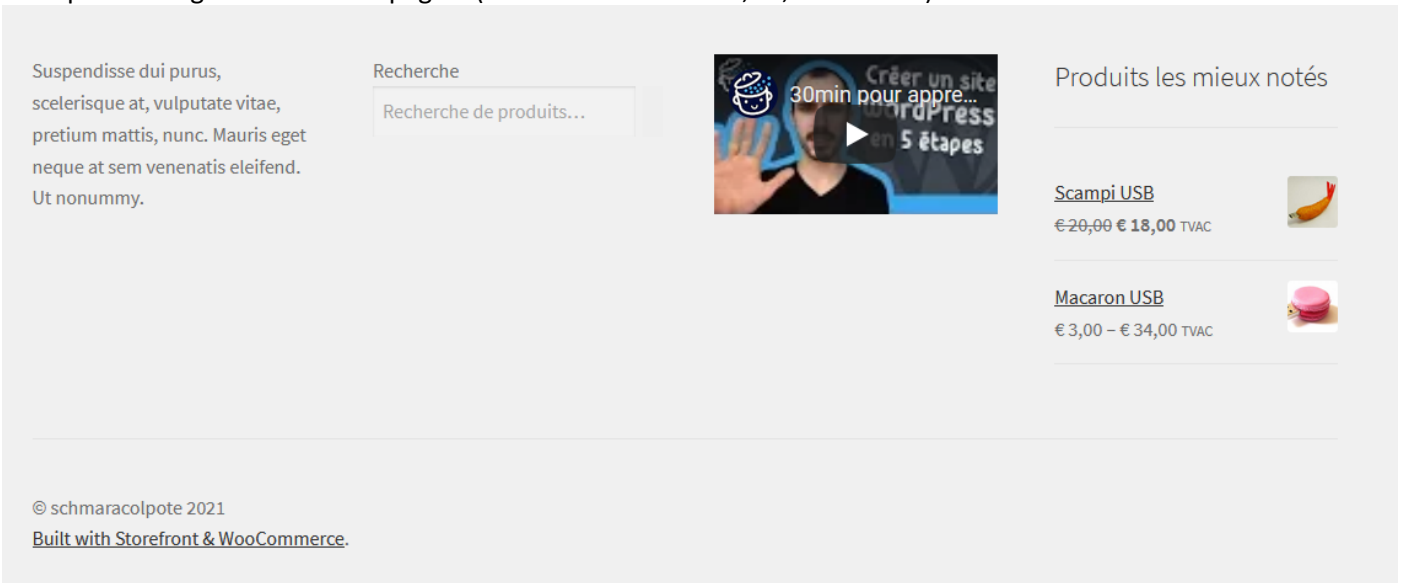 Suspendisse dui purus,
scelerisque at, vulputate vitae,
pretium mattis, nunc. Mauris eget
neque at sem venenatis eleifend.
Ut nonummy.
Recherche
Recherche de produits…
Créer un site
30min pour appre…
WordPress
en 5 étapes
Produits les mieux notés
Scampi USB
€ 20,00 € 18,00 TVAC
Macaron USB
€ 3,00 – € 34,00 TVAC
© schmaracolpote 2021
Built with Storefront & WooCommerce.